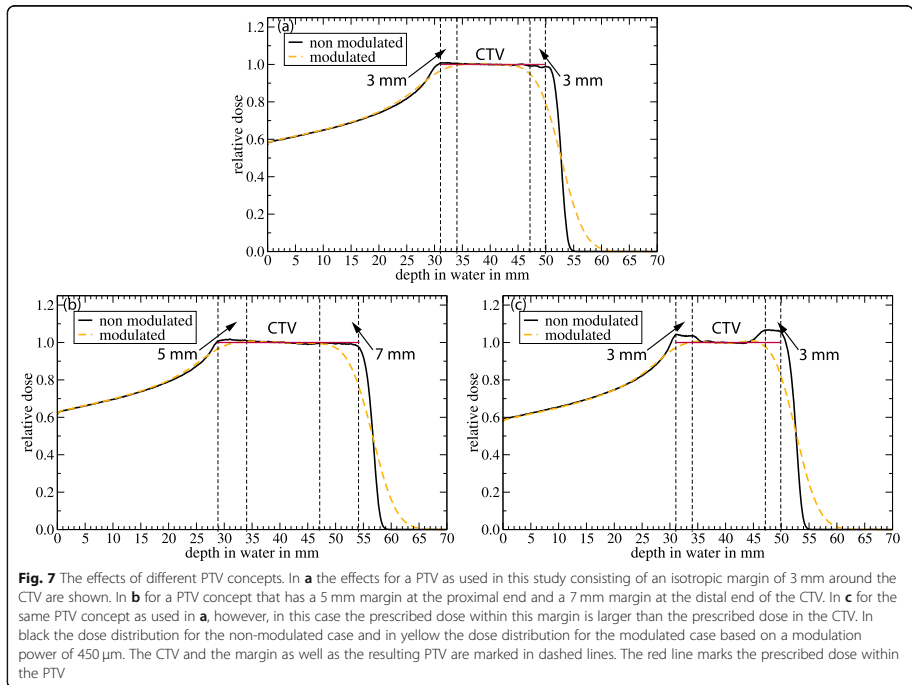 (a)
non modulated
modulated
CTV
3 mm
3 mm
relative dose
1.2
1.0
0.8
0.6
0.4
0.2
0.0
0 5 10 15 20 25 30 35 40 45 50 55 60 65 70
depth in water in mm
(b)
non modulated
modulated
CTV
5 mm
7 mm
relative dose
1.2
1.0
0.8
0.6
0.4
0.2
0.0
0 5 10 15 20 25 30 35 40 45 50 55 60 65 70
depth in water in mm
(c)
non modulated
modulated
CTV
3 mm
3 mm
relative dose
1.2
1.0
0.8
0.6
0.4
0.2
0.0
0 5 10 15 20 25 30 35 40 45 50 55 60 65 70
depth in water in mm
Fig. 7 The effects of different PTV concepts. In a the effects for a PTV as used in this study consisting of an isotropic margin of 3 mm around the
CTV are shown. In b for a PTV concept that has a 5 mm margin at the proximal end and a 7 mm margin at the distal end of the CTV. In c for the
same PTV concept as used in a, however, in this case the prescribed dose within this margin is larger than the prescribed dose in the CTV. In
black the dose distribution for the non-modulated case and in yellow the dose distribution for the modulated case based on a modulation
power of 450 μm. The CTV and the margin as well as the resulting PTV are marked in dashed lines. The red line marks the prescribed dose within
the PTV